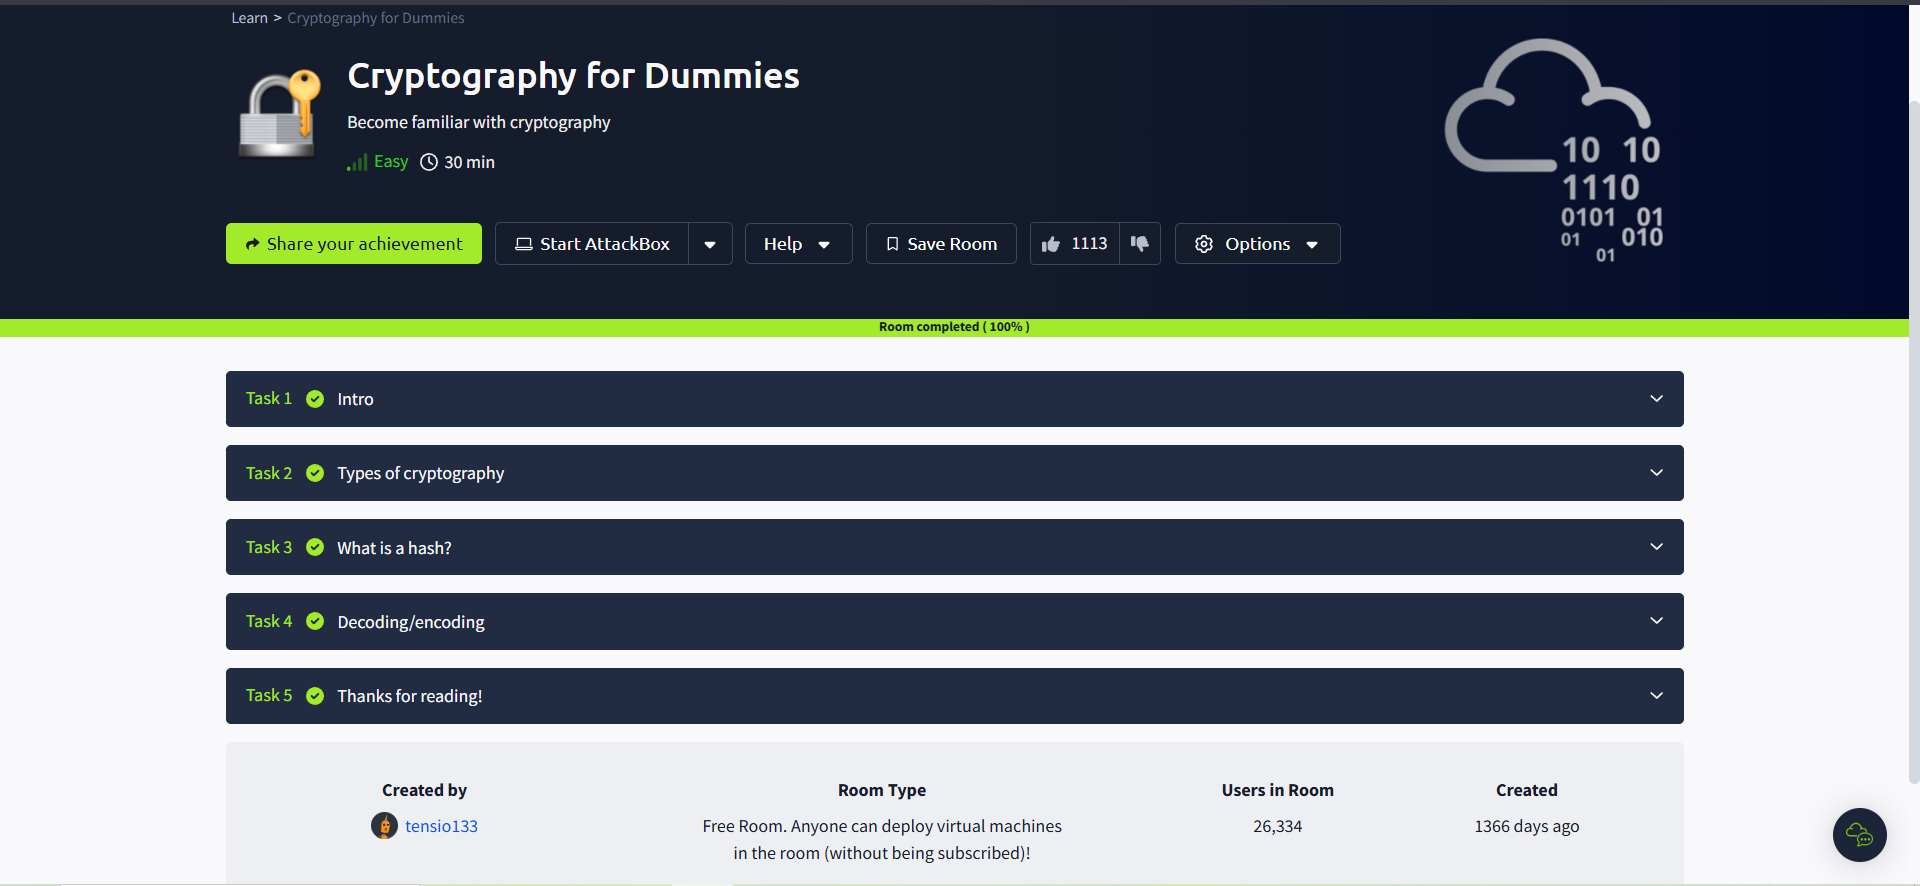 Learn > Cryptography for Dummies
Cryptography for Dummies
Become familiar with cryptography
Easy 30 min
10 10
1110
0101 01
01 010
01
Share your achievement Start AttackBox Help Save Room 1113 Options
Room completed ( 100% )
Task 1 Intro
Task 2 Types of cryptography
Task 3 What is a hash?
Task 4 Decoding/encoding
Task 5 Thanks for reading!
Created by Room Type Users in Room Created
tensio133 Free Room. Anyone can deploy virtual machines 26,334 1366 days ago
in the room (without being subscribed)!